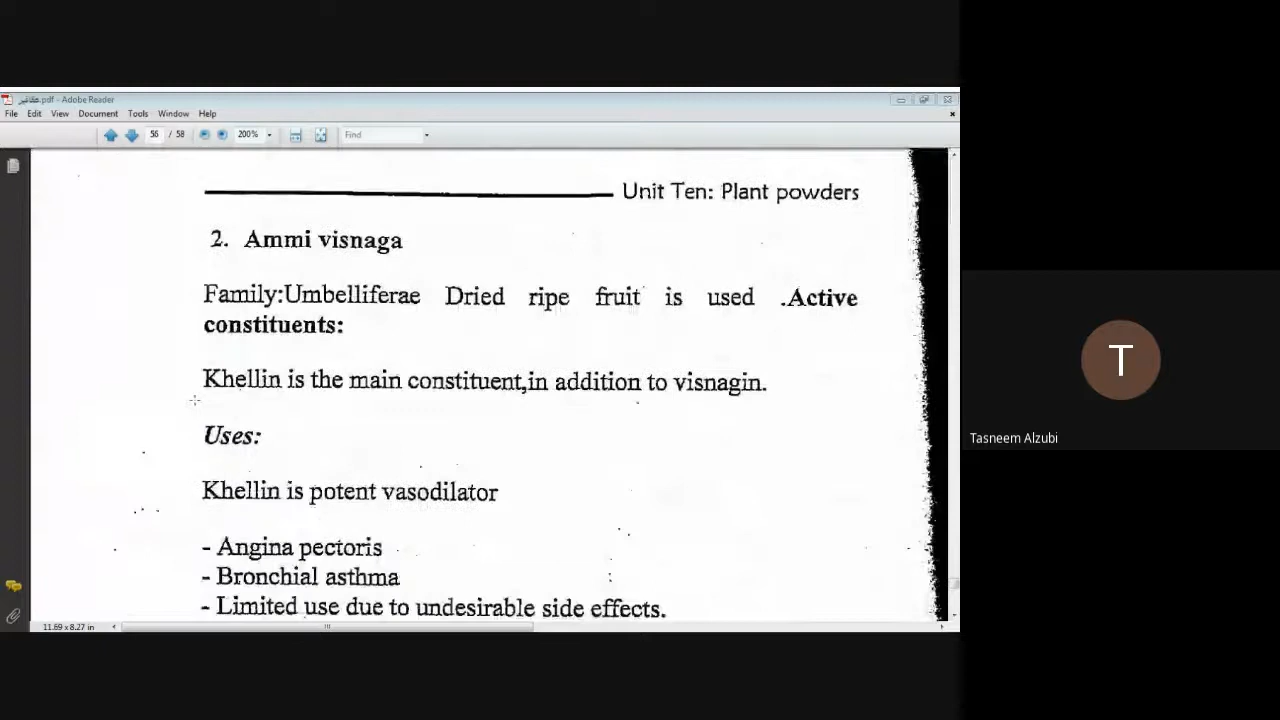 .pdf - Adobe Reader
File Edit View Document Tools Window Help
56 / 58 200% Find
Unit Ten: Plant powders
2. Ammi visnaga
Family:Umbelliferae Dried ripe fruit is used .Active
constituents:
Khellin is the main constituent,in addition to visnagin.
Uses:
Khellin is potent vasodilator
- Angina pectoris
- Bronchial asthma
- Limited use due to undesirable side effects.
11.69 x 8.27 in
T
Tasneem Alzubi